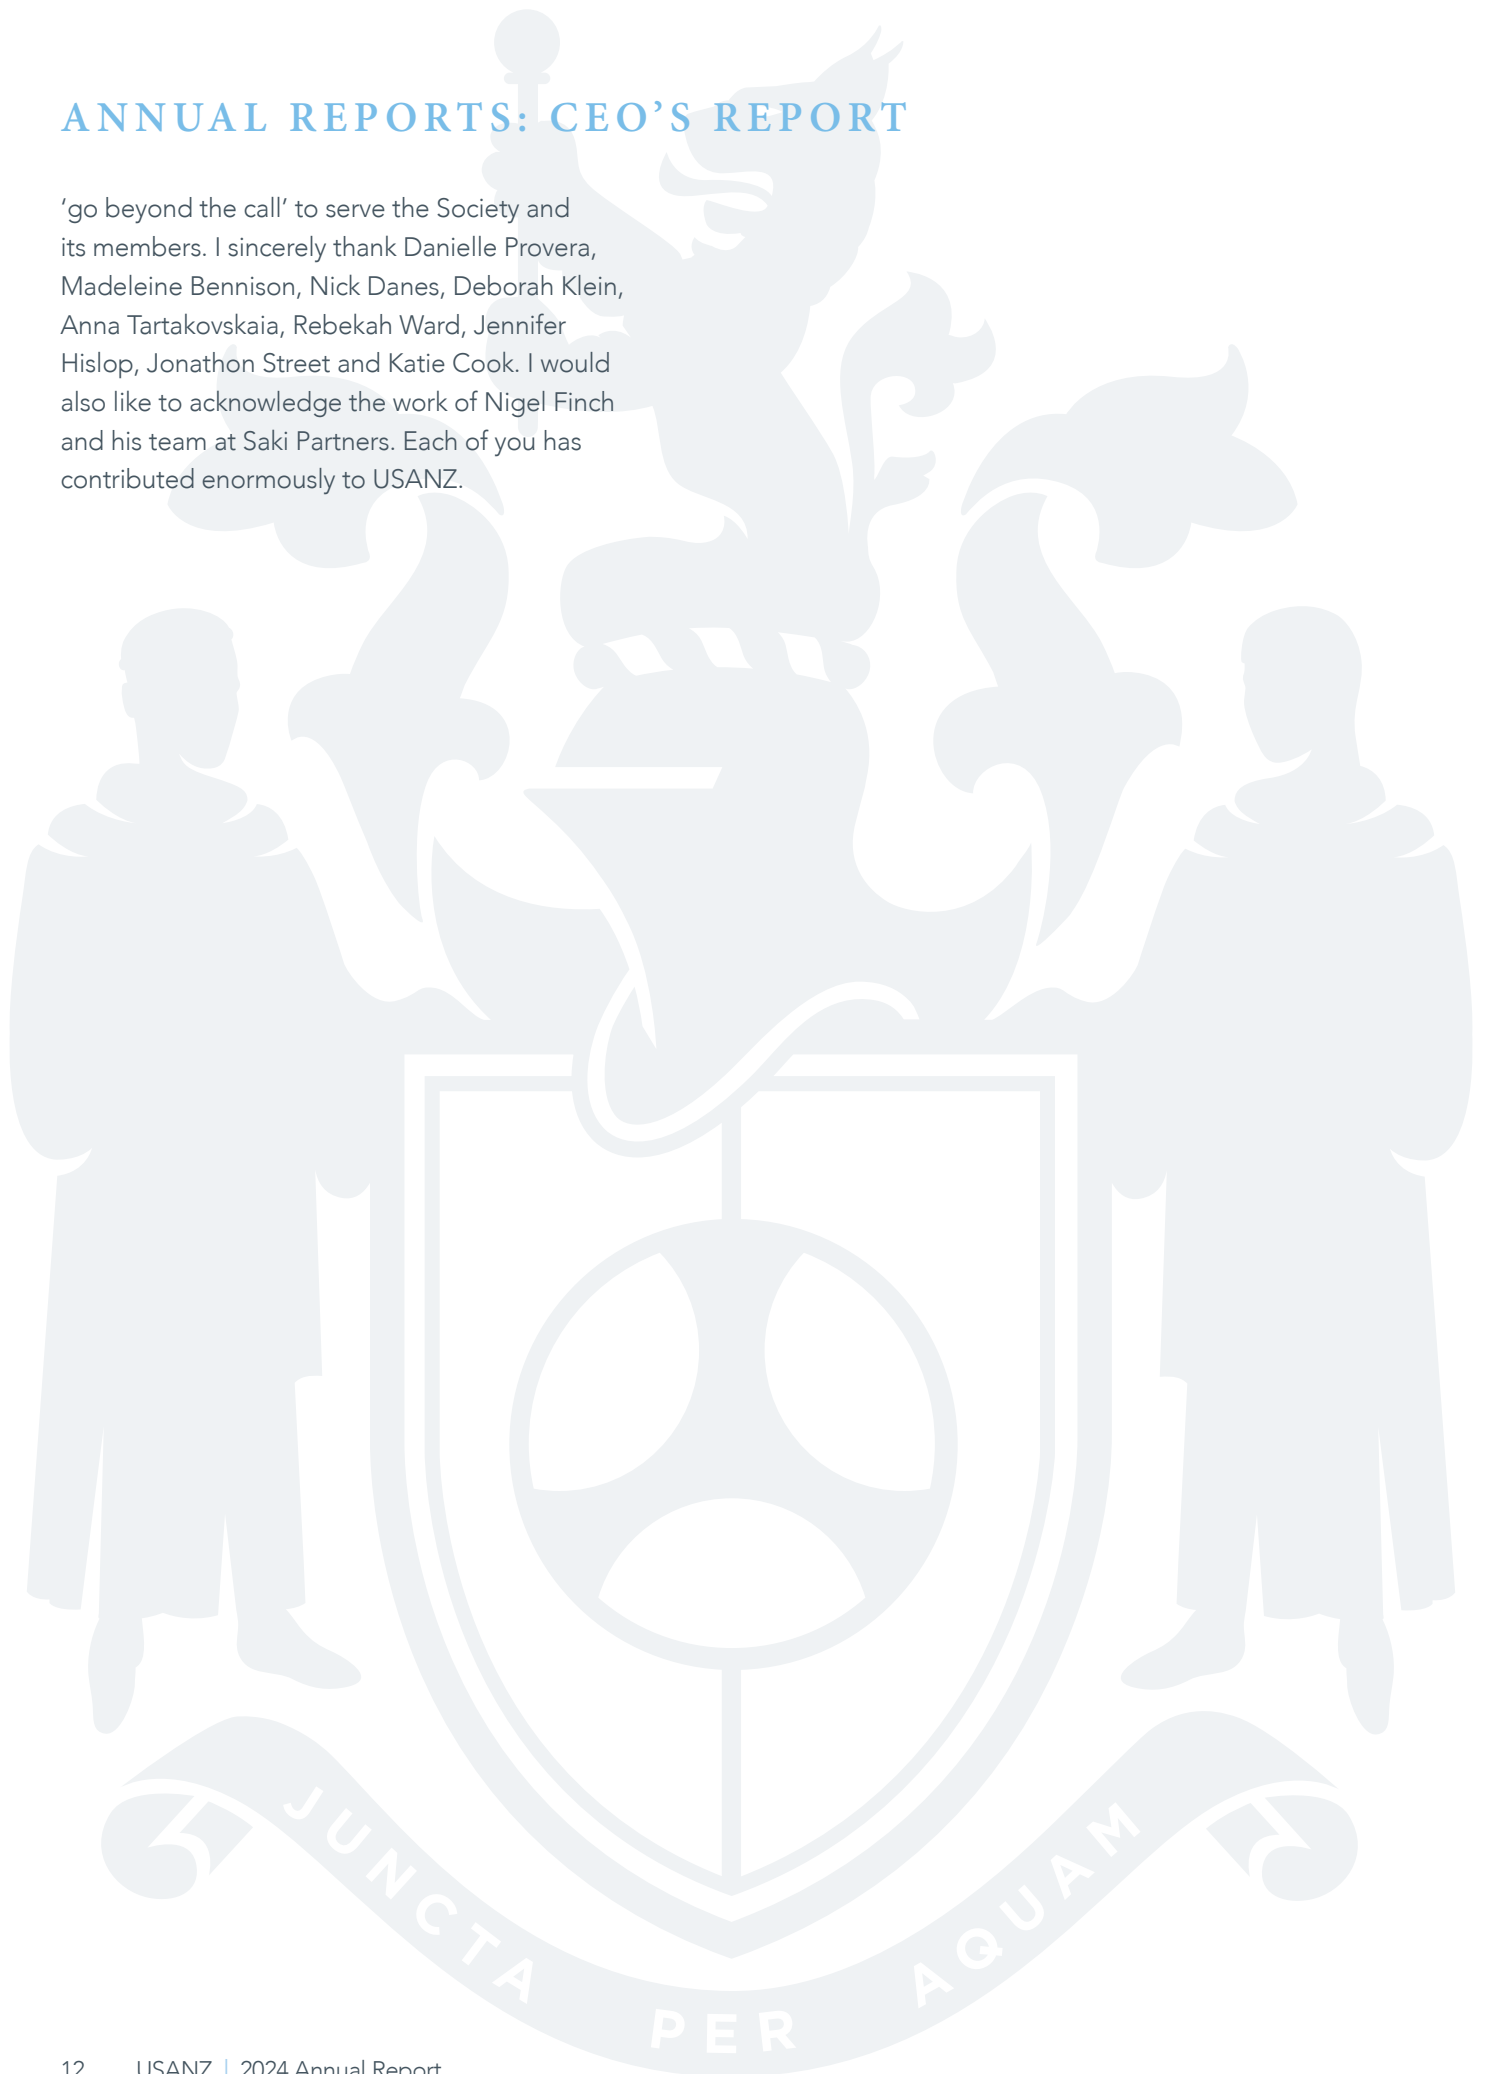 ANNUAL REPORTS: CEO’S REPORT
‘go beyond the call’ to serve the Society and
its members. I sincerely thank Danielle Provera,
Madeleine Bennison, Nick Danes, Deborah Klein,
Anna Tartakovskaia, Rebekah Ward, Jennifer
Hislop, Jonathon Street and Katie Cook. I would
also like to acknowledge the work of Nigel Finch
and his team at Saki Partners. Each of you has
contributed enormously to USANZ.
JUNCTA PER AQUAM
12 USANZ | 2024 Annual Report